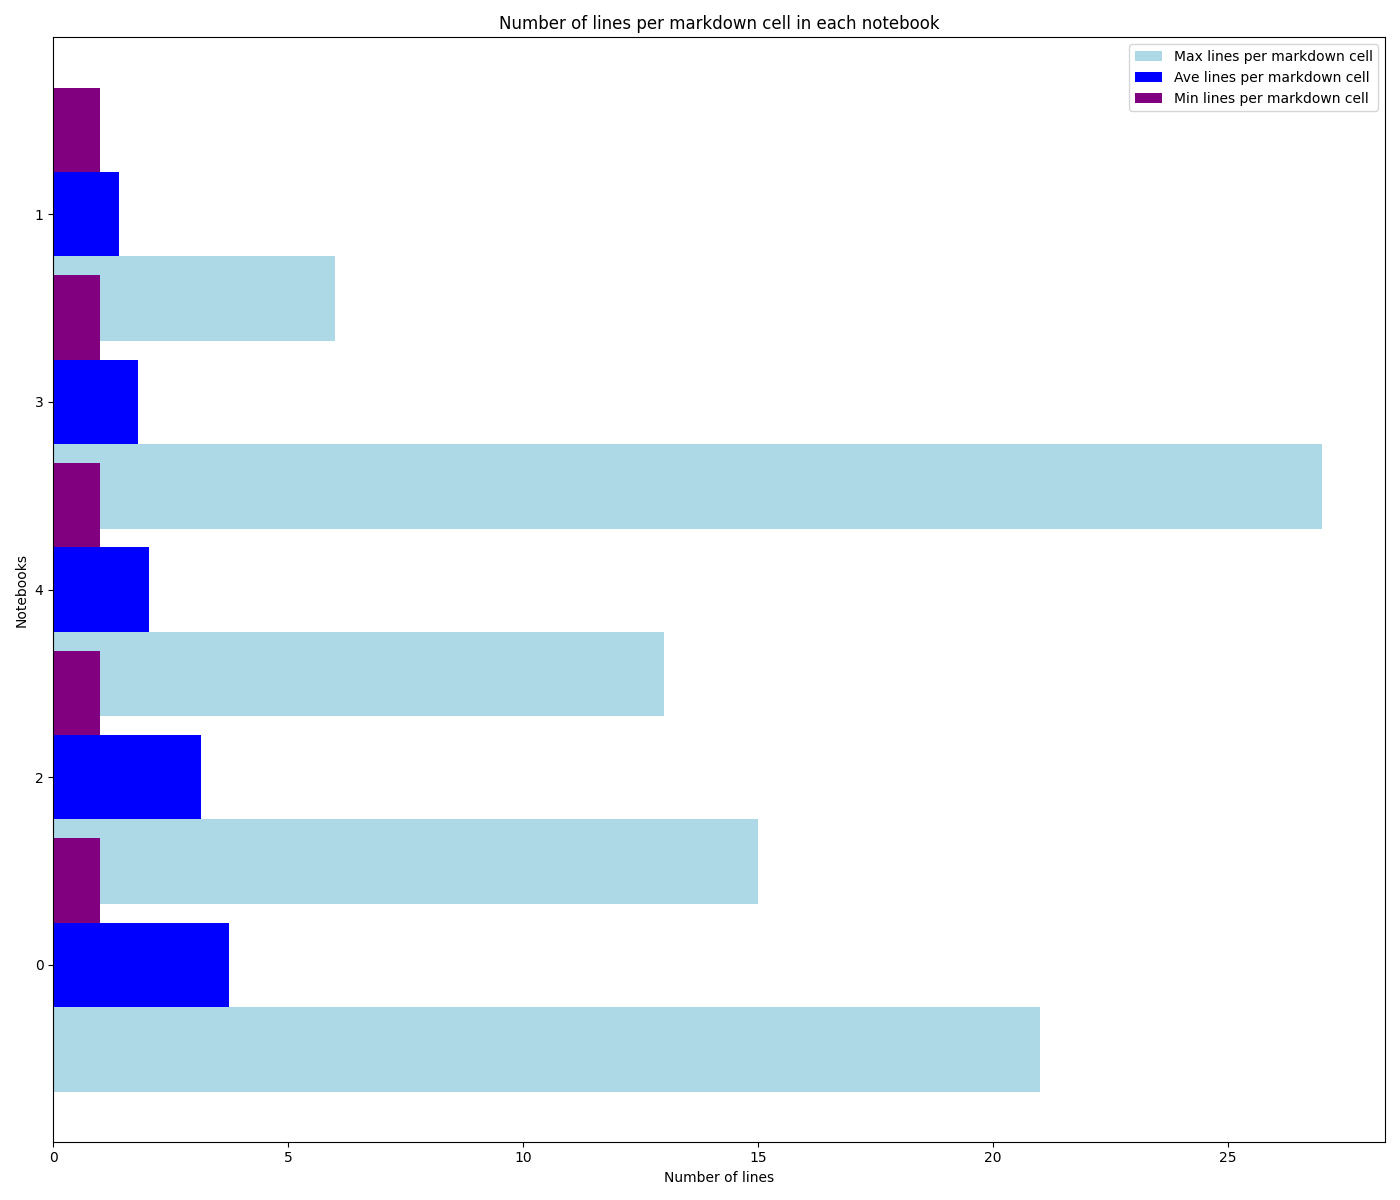 Number of lines per markdown cell in each notebook
Max lines per markdown cell
Ave lines per markdown cell
Min lines per markdown cell
Notebooks
1
3
4
2
0
0 5 10 15 20 25
Number of lines